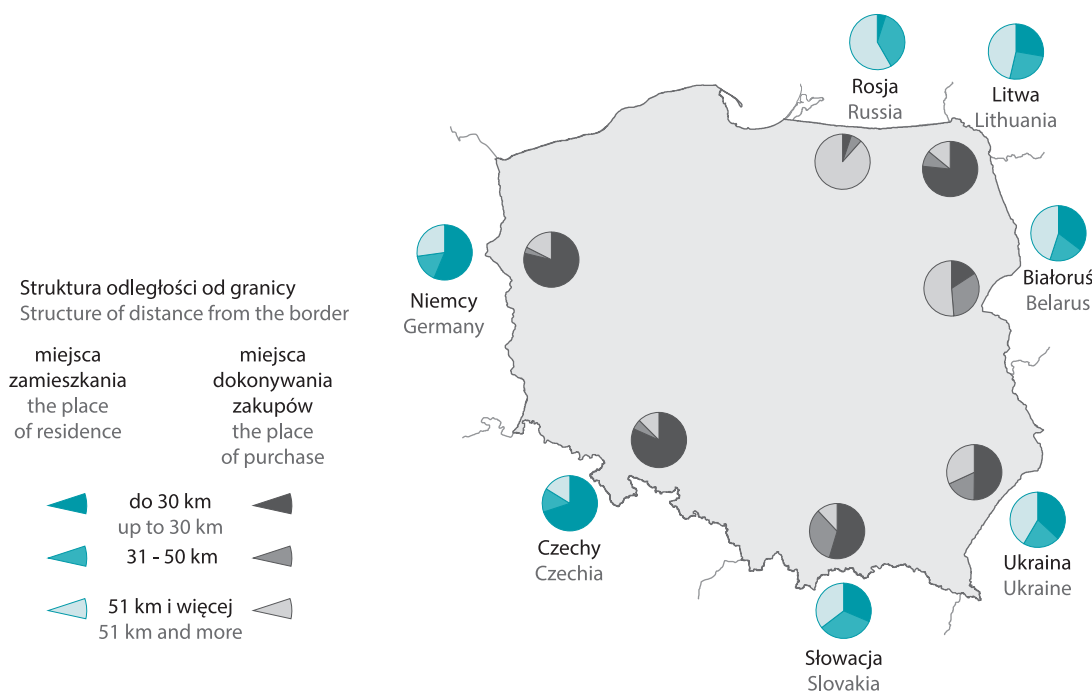 Rosja
Russia
Litwa
Lithuania
Niemcy
Germany
Białoruś
Belarus
Struktura odległości od granicy
Structure of distance from the border
miejsca
zamieszkania
the place
of residence
miejsca
dokonywania
zakupów
the place
of purchase
do 30 km
up to 30 km
31 - 50 km
51 km i więcej
51 km and more
Czechy
Czechia
Ukraina
Ukraine
Słowacja
Slovakia